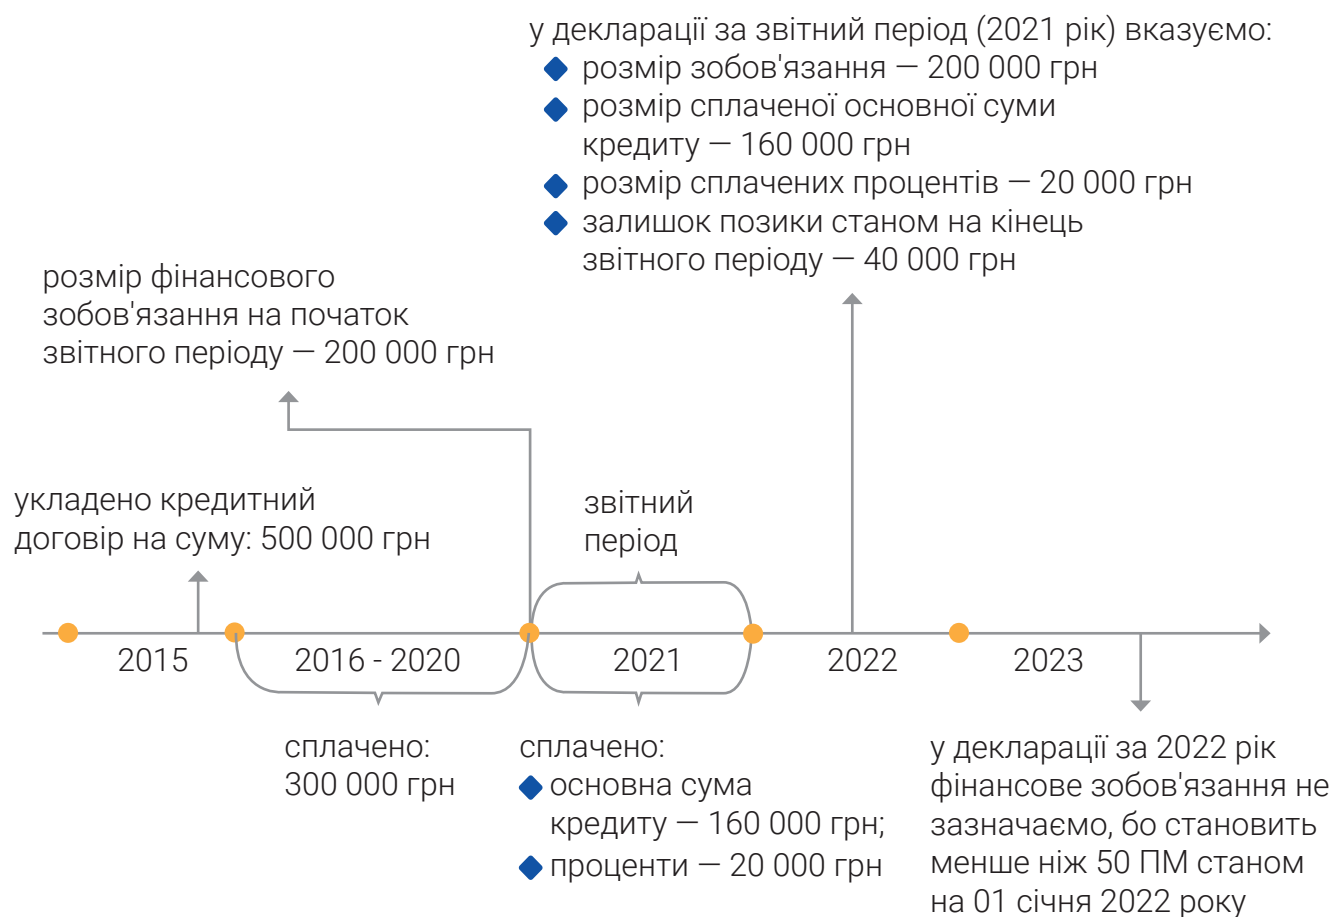 у декларації за звітний період (2021 рік) вказуємо:
розмір зобов'язання — 200 000 грн
розмір сплаченої основної суми
кредиту — 160 000 грн
розмір сплачених процентів — 20 000 грн
залишок позики станом на кінець
звітного періоду — 40 000 грн
розмір фінансового
зобов'язання на початок
звітного періоду — 200 000 грн
укладено кредитний
договір на суму: 500 000 грн
звітний
період
2015
2016 - 2020
2021
2022
2023
сплачено:
300 000 грн
сплачено:
основна сума
кредиту — 160 000 грн;
проценти — 20 000 грн
у декларації за 2022 рік
фінансове зобов'язання не
зазначаємо, бо становить
менше ніж 50 ПМ станом
на 01 січня 2022 року